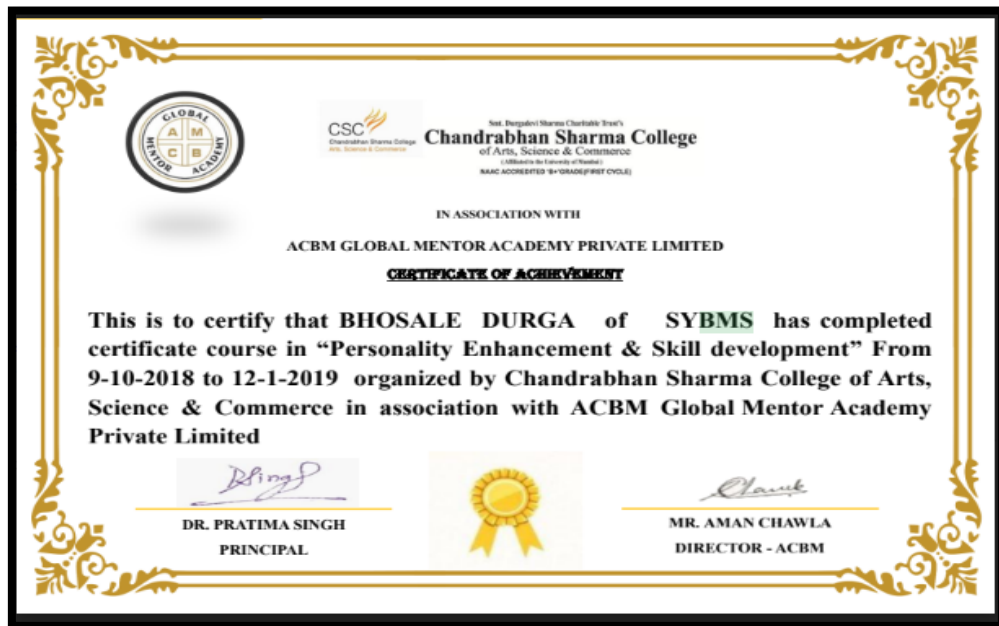 GLOBAL
MENTOR ACADEMY
A M
C B
CSC
Chandrabhan Sharma College
Arts, Science & Commerce
Smt. Durgadevi Sharma Charitable Trust's
Chandrabhan Sharma College
of Arts, Science & Commerce
(Affiliated to the University of Mumbai)
NAAC ACCREDITED 'B+'GRADE(FIRST CYCLE)
IN ASSOCIATION WITH
ACBM GLOBAL MENTOR ACADEMY PRIVATE LIMITED
CERTIFICATE OF ACHIEVEMENT
This is to certify that BHOSALE DURGA of SYBMS has completed
certificate course in “Personality Enhancement & Skill development” From
9-10-2018 to 12-1-2019 organized by Chandrabhan Sharma College of Arts,
Science & Commerce in association with ACBM Global Mentor Academy
Private Limited
DR. PRATIMA SINGH
PRINCIPAL
MR. AMAN CHAWLA
DIRECTOR - ACBM